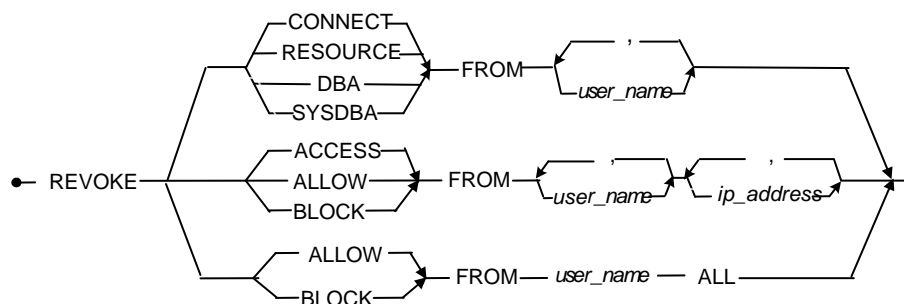 CONNECT
RESOURCE
DBA
SYSDBA
FROM
,
user_name
REVOKE
ACCESS
ALLOW
BLOCK
FROM
,
user_name
,
ip_address
ALLOW
BLOCK
FROM
user_name
ALL